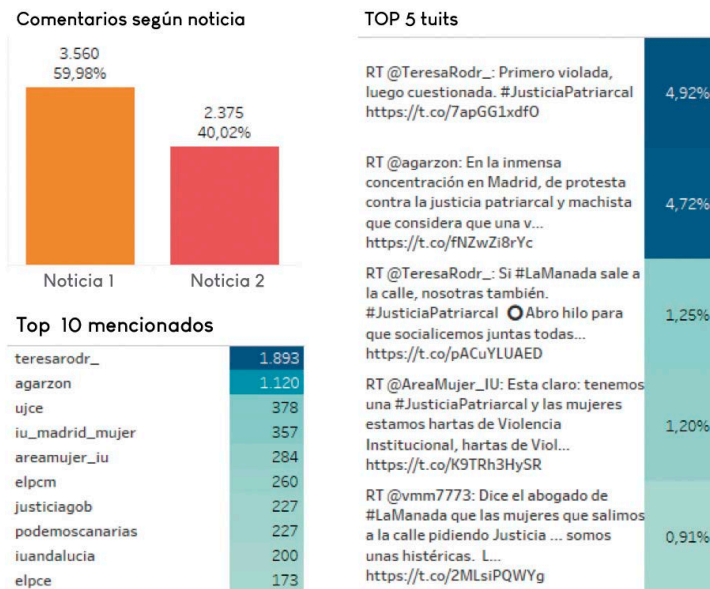 Comentarios según noticia
3.560
59,98%
2.375
40,02%
Noticia 1
Noticia 2
Top 10 mencionados
teresarodr_ 1.893
agarzon 1.120
ujce 378
iu_madrid_mujer 357
areamujer_iu 284
elpcm 260
justiciagob 227
podemoscanarias 227
iuandalucia 200
elpce 173
TOP 5 tuits
RT @TeresaRodr_: Primero violada,
luego cuestionada. #JusticiaPatriarcal
https://t.co/7apGG1xdfO
4,92%
RT @agarzon: En la inmensa
concentración en Madrid, de protesta
contra la justicia patriarcal y machista
que considera que una v...
https://t.co/fNZwZi8rYc
4,72%
RT @TeresaRodr_: Si #LaManada sale a
la calle, nosotras también.
#JusticiaPatriarcal ⭕Abro hilo para
que socialicemos juntas todas...
https://t.co/pACuYLUAED
1,25%
RT @AreaMujer_IU: Esta claro: tenemos
una #JusticiaPatriarcal y las mujeres
estamos hartas de Violencia
Institucional, hartas de Viol...
https://t.co/K9TRh3HySR
1,20%
RT @vmm7773: Dice el abogado de
#LaManada que las mujeres que salimos
a la calle pidiendo Justicia ... somos
unas histéricas. L...
https://t.co/2MLsiPQWYg
0,91%